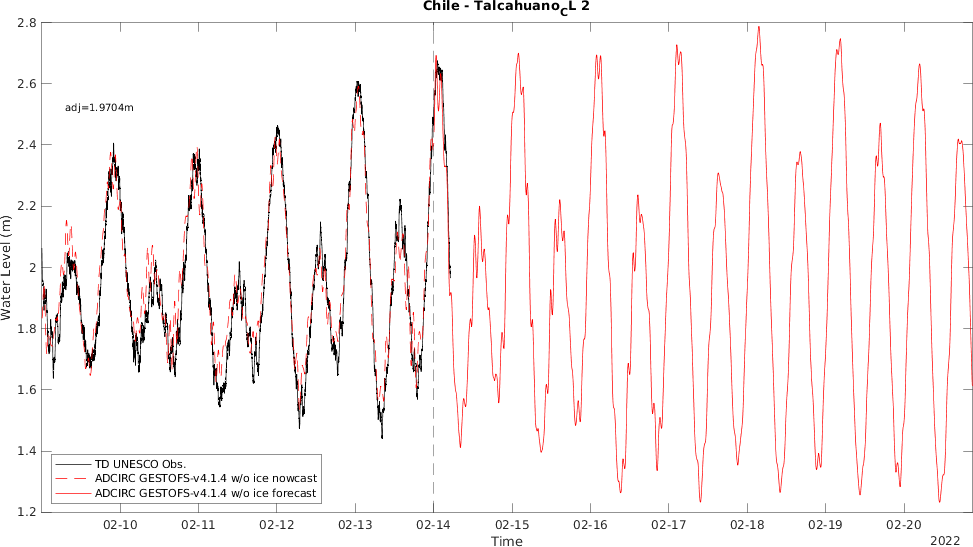 Chile - TalcahuanoCL 2
2.8
2.6
adj=1.9704m
2.4
2.2
2
1.8
1.6
1.4
1.2
Water Level (m)
TD UNESCO Obs.
ADCIRC GESTOFS-v4.1.4 w/o ice nowcast
ADCIRC GESTOFS-v4.1.4 w/o ice forecast
02-10 02-11 02-12 02-13 02-14 02-15 02-16 02-17 02-18 02-19 02-20
Time
2022